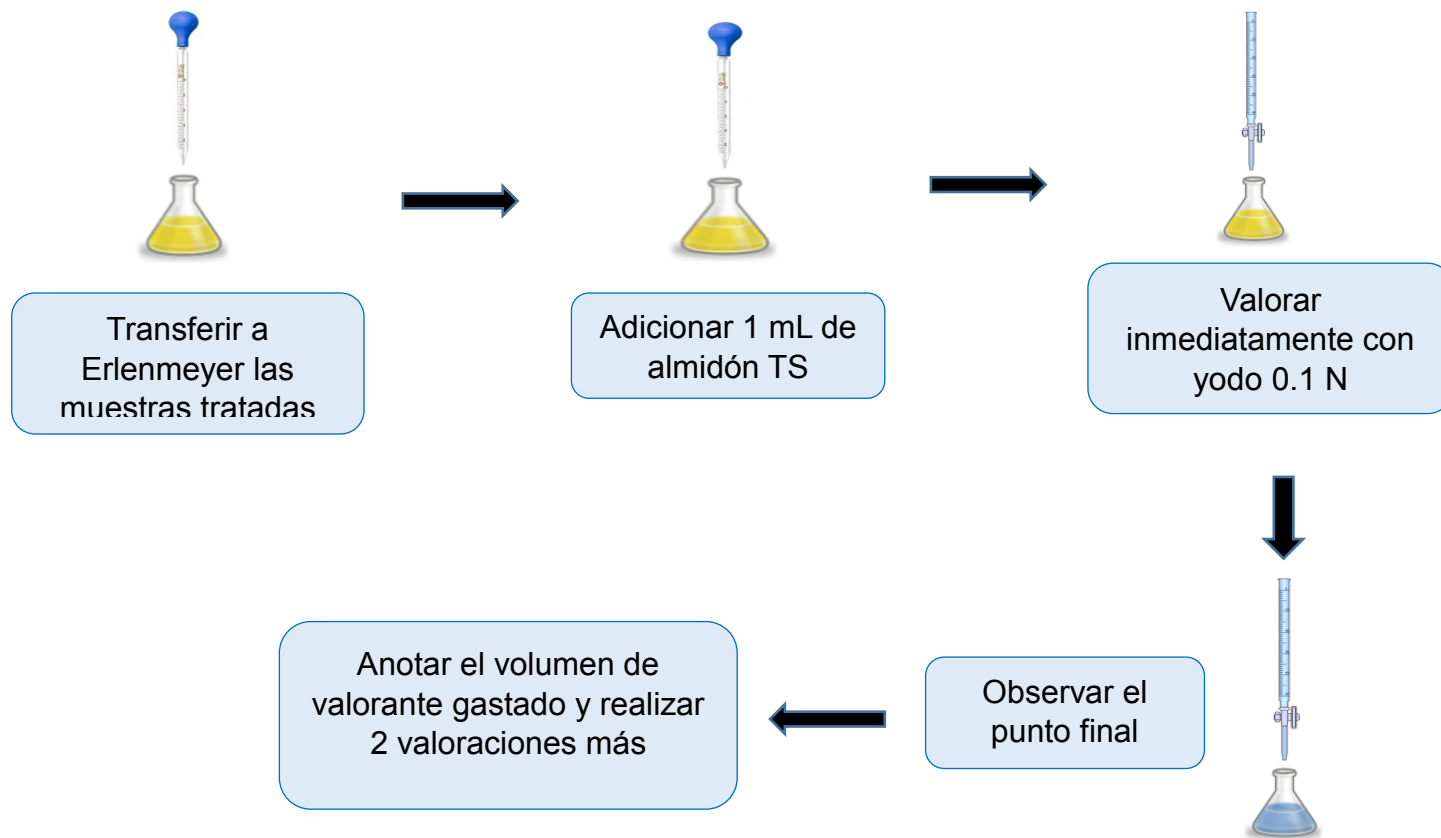 Transferir a
Erlenmeyer las
muestras tratadas
Adicionar 1 mL de
almidón TS
Valorar
inmediatamente con
yodo 0.1 N
Observar el
punto final
Anotar el volumen de
valorante gastado y realizar
2 valoraciones más